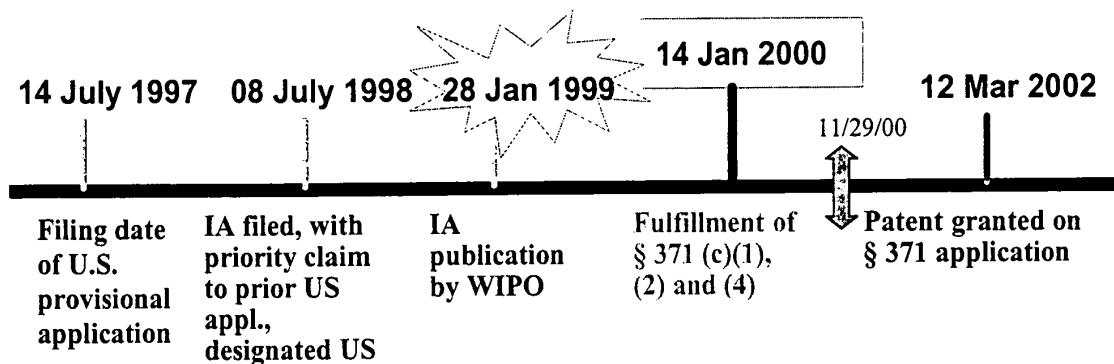 14 July 1997
08 July 1998
28 Jan 1999
14 Jan 2000
12 Mar 2002
11/29/00
Filing date
of U.S.
provisional
application
IA filed, with
priority claim
to prior US
appl.,
designated US
IA
publication
by WIPO
Fulfillment of
§ 371 (c)(1),
(2) and (4)
Patent granted on
§ 371 application